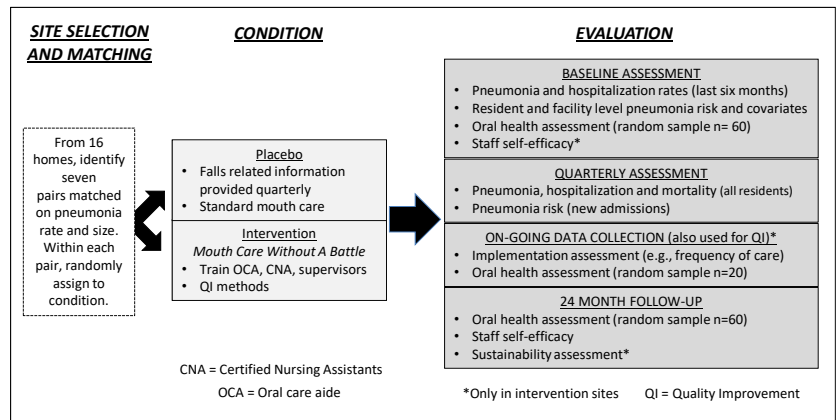 SITE SELECTION
AND MATCHING
CONDITION
EVALUATION
From 16
homes, identify
seven
pairs matched
on pneumonia
rate and size.
Within each
pair, randomly
assign to
condition.
Placebo
• Falls related information
provided quarterly
• Standard mouth care
Intervention
Mouth Care Without A Battle
• Train OCA, CNA, supervisors
• QI methods
BASELINE ASSESSMENT
• Pneumonia and hospitalization rates (last six months)
• Resident and facility level pneumonia risk and covariates
• Oral health assessment (random sample n= 60)
• Staff self-efficacy*
QUARTERLY ASSESSMENT
• Pneumonia, hospitalization and mortality (all residents)
• Pneumonia risk (new admissions)
ON-GOING DATA COLLECTION (also used for QI)*
• Implementation assessment (e.g., frequency of care)
• Oral health assessment (random sample n=20)
24 MONTH FOLLOW-UP
• Oral health assessment (random sample n=60)
• Staff self-efficacy
• Sustainability assessment*
CNA = Certified Nursing Assistants
OCA = Oral care aide
*Only in intervention sites QI = Quality Improvement